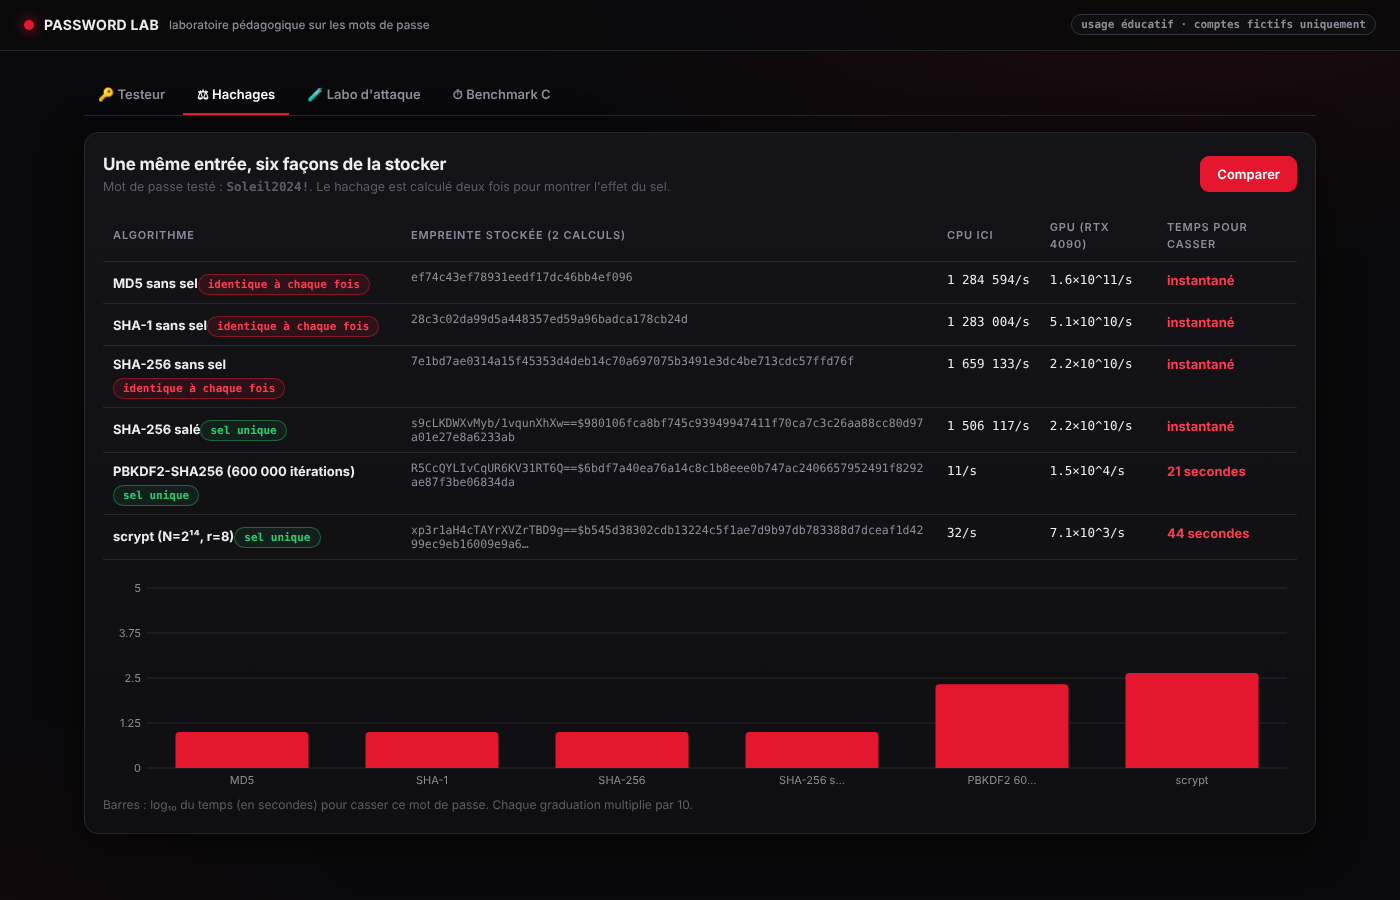 PASSWORD LAB laboratoire pédagogique sur les mots de passe
usage éducatif · comptes fictifs uniquement
🔑 Testeur
⚖ Hachages
🧪 Labo d'attaque
⏱ Benchmark C
Une même entrée, six façons de la stocker
Mot de passe testé : Soleil2024!. Le hachage est calculé deux fois pour montrer l'effet du sel.
Comparer
ALGORITHME
EMPREINTE STOCKÉE (2 CALCULS)
CPU ICI
GPU (RTX
4090)
TEMPS POUR
CASSER
MD5 sans sel identique à chaque fois
ef74c43ef78931eedf17dc46bb4ef096
1 284 594/s
1.6×10^11/s
instantané
SHA-1 sans sel identique à chaque fois
28c3c02da99d5a448357ed59a96badca178cb24d
1 283 004/s
5.1×10^10/s
instantané
SHA-256 sans sel
identique à chaque fois
7e1bd7ae0314a15f45353d4deb14c70a697075b3491e3dc4be713cdc57ffd76f
1 659 133/s
2.2×10^10/s
instantané
SHA-256 salé sel unique
s9cLKDWXvMyb/1vqunXhXw==$980106fca8bf745c93949947411f70ca7c3c26aa88cc80d97
a01e27e8a6233ab
1 506 117/s
2.2×10^10/s
instantané
PBKDF2-SHA256 (600 000 itérations)
sel unique
R5CcQYLIvCqUR6KV31RT6Q==$6bdf7a40ea76a14c8c1b8eee0b747ac2406657952491f8292
ae87f3be06834da
11/s
1.5×10^4/s
21 secondes
scrypt (N=2¹⁴, r=8) sel unique
xp3r1aH4cTAYrXVZrTBD9g==$b545d38302cdb13224c5f1ae7d9b97db783388d7dceaf1d42
99ec9eb16009e9a6…
32/s
7.1×10^3/s
44 secondes
5
3.75
2.5
1.25
0
MD5
SHA-1
SHA-256
SHA-256 s…
PBKDF2 60…
scrypt
Barres : log₁₀ du temps (en secondes) pour casser ce mot de passe. Chaque graduation multiplie par 10.